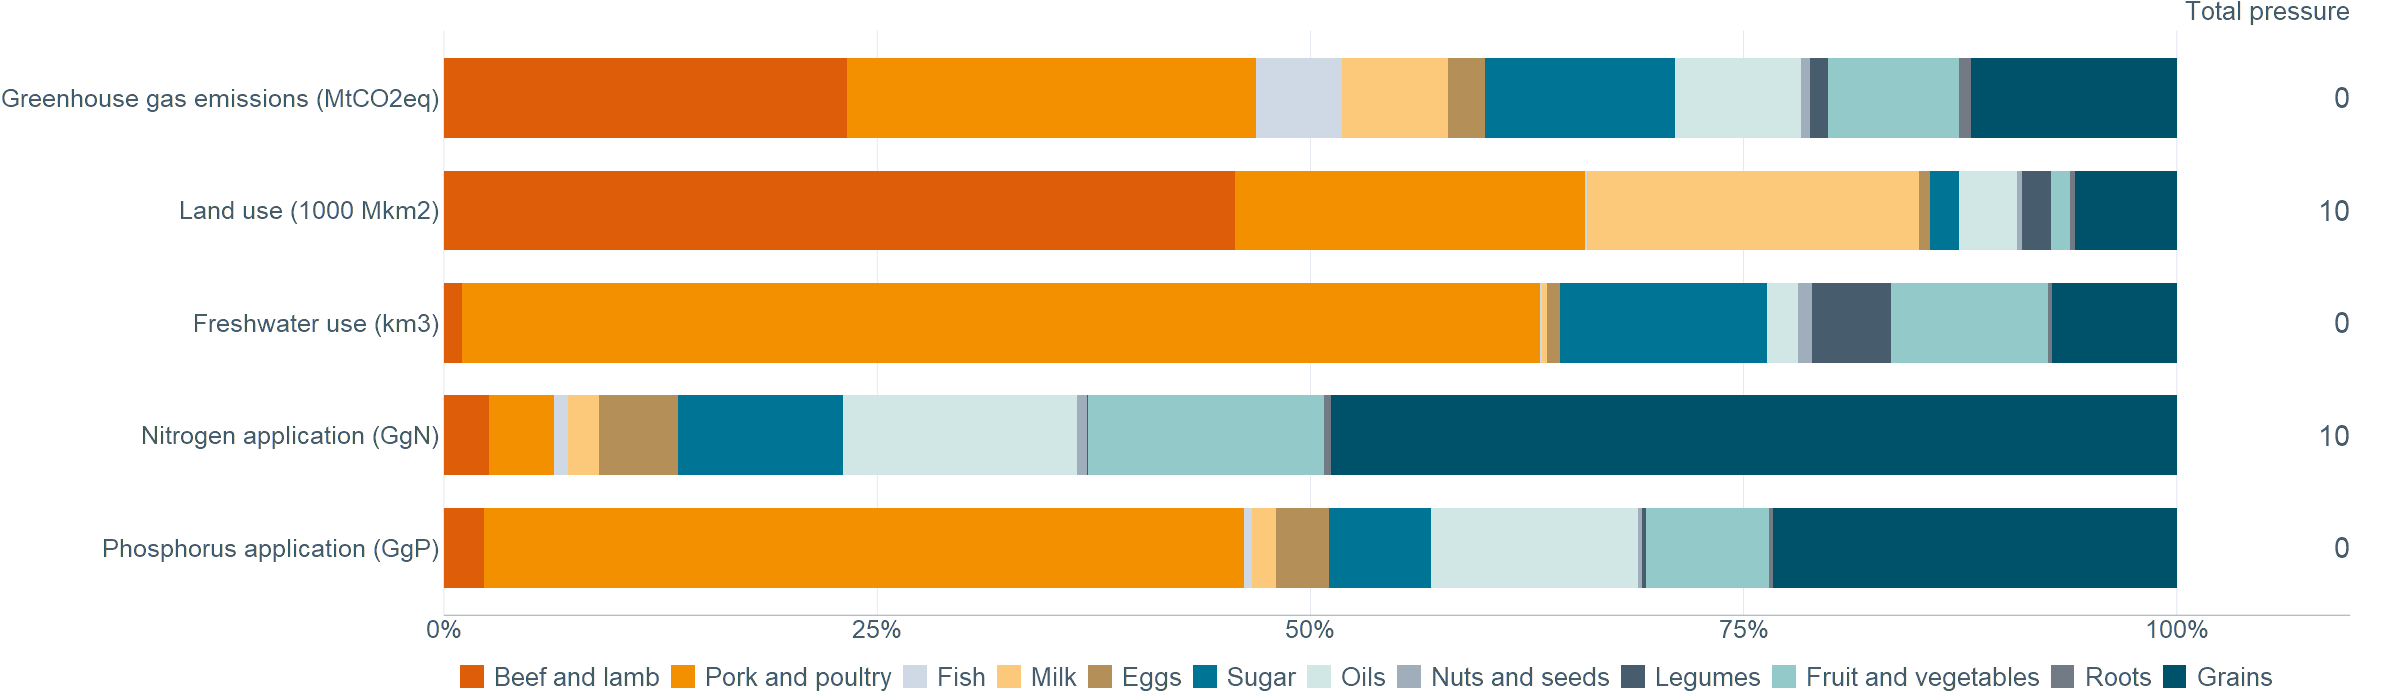 Total pressure
Greenhouse gas emissions (MtCO2eq) 0
Land use (1000 Mkm2) 10
Freshwater use (km3) 0
Nitrogen application (GgN) 10
Phosphorus application (GgP) 0
0% 25% 50% 75% 100%
Beef and lamb Pork and poultry Fish Milk Eggs Sugar Oils Nuts and seeds Legumes Fruit and vegetables Roots Grains